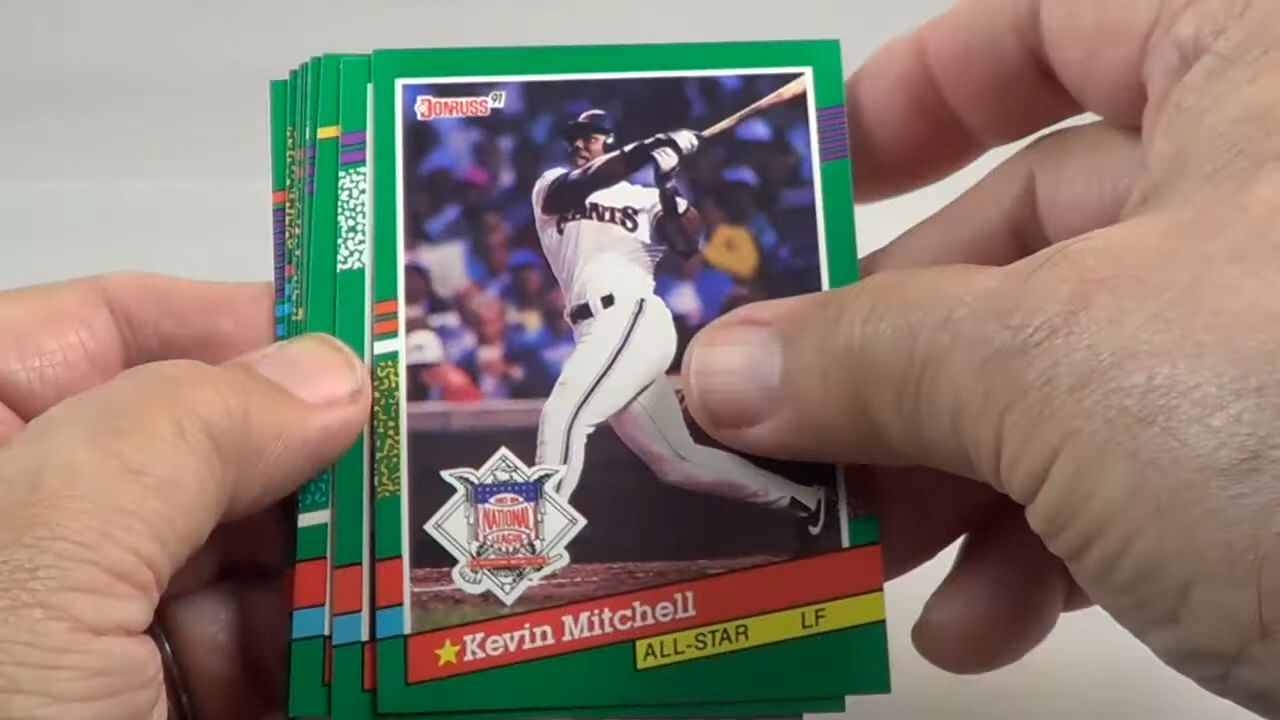 DONRUSS 91
GIANTS
NATIONAL
LEAGUE
Kevin Mitchell
ALL-STAR LF